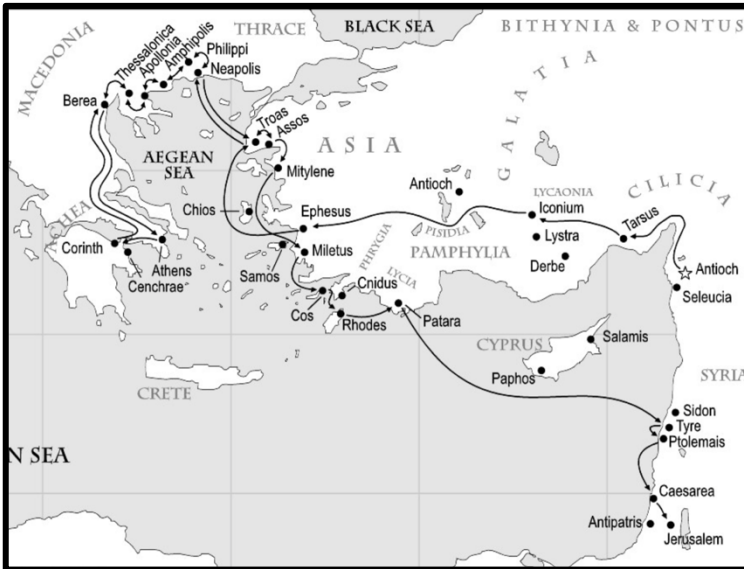 THRACE
BLACK SEA
BITHYNIA & PONTUS
MACEDONIA
Thessalonica
Apollonia
Amphipolis
Philippi
Neapolis
Berea
Troas
Assos
ASIA
GALATIA
AEGEAN
SEA
Mitylene
Antioch
LYCAONIA
CILICIA
Iconium
Chios
Ephesus
PISIDIA
Lystra
Tarsus
ACHEA
Corinth
Athens
Cenchrae
Samos
Miletus
PHRYGIA
PAMPHYLIA
Derbe
Antioch
Seleucia
LYCIA
Cnidus
Cos
Rhodes
Patara
CYPRUS
Salamis
Paphos
CRETE
SYRIA
Sidon
Tyre
Ptolemais
N SEA
Caesarea
Antipatris
Jerusalem